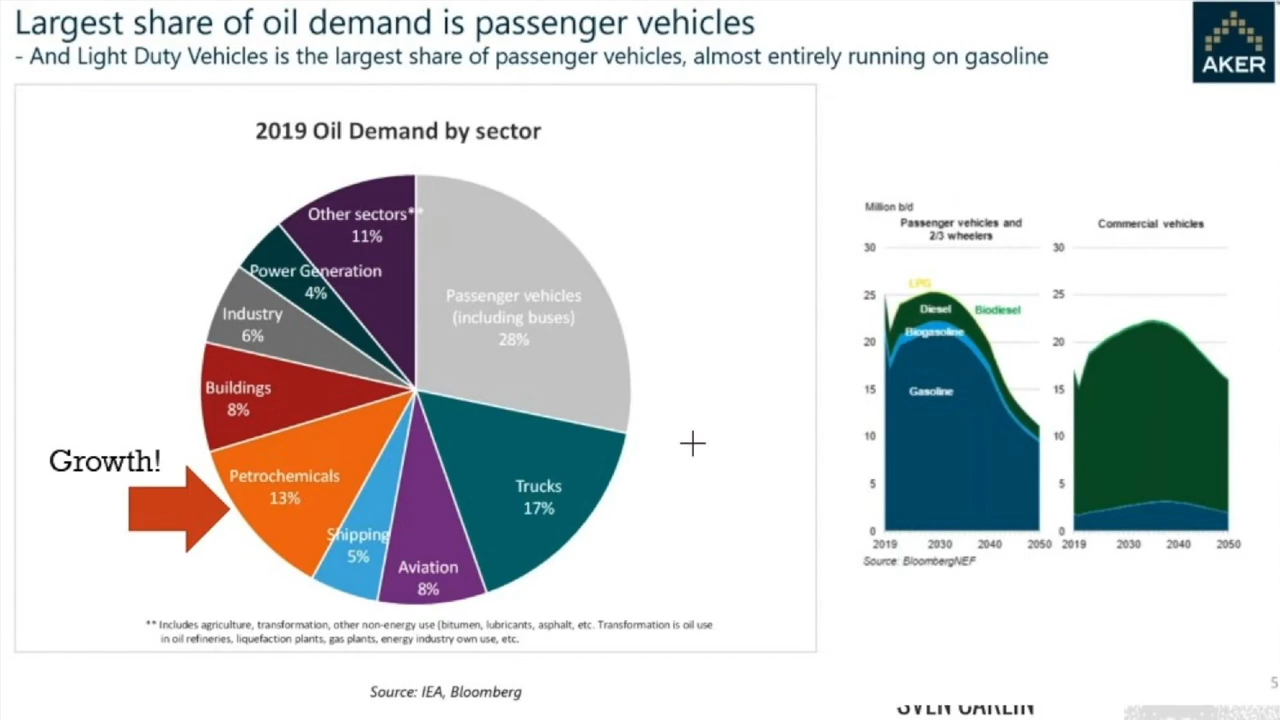 Largest share of oil demand is passenger vehicles
- And Light Duty Vehicles is the largest share of passenger vehicles, almost entirely running on gasoline
AKER
2019 Oil Demand by sector
Other sectors**
11%
Power Generation
4%
Industry
6%
Buildings
8%
Petrochemicals
13%
Shipping
5%
Aviation
8%
Trucks
17%
Passenger vehicles
(including buses)
28%
Growth!
** Includes agriculture, transformation, other non-energy use (bitumen, lubricants, asphalt, etc. Transformation is oil use
in oil refineries, liquefaction plants, gas plants, energy industry own use, etc.
Source: IEA, Bloomberg
Million b/d
Passenger vehicles and
2/3 wheelers
30
25
20
15
10
5
0
LPG
Diesel
Biodiesel
Biogasoline
Gasoline
2019 2030 2040 2050
Commercial vehicles
30
25
20
15
10
5
0
2019 2030 2040 2050
Source: BloombergNEF
5
SVEN CARLIN